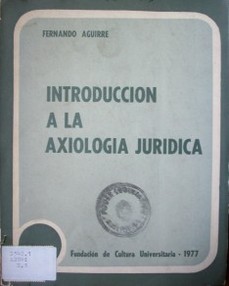 FERNANDO AGUIRRE
INTRODUCCION
A LA
AXIOLOGIA JURIDICA
Fundación de Cultura Universitaria - 1977